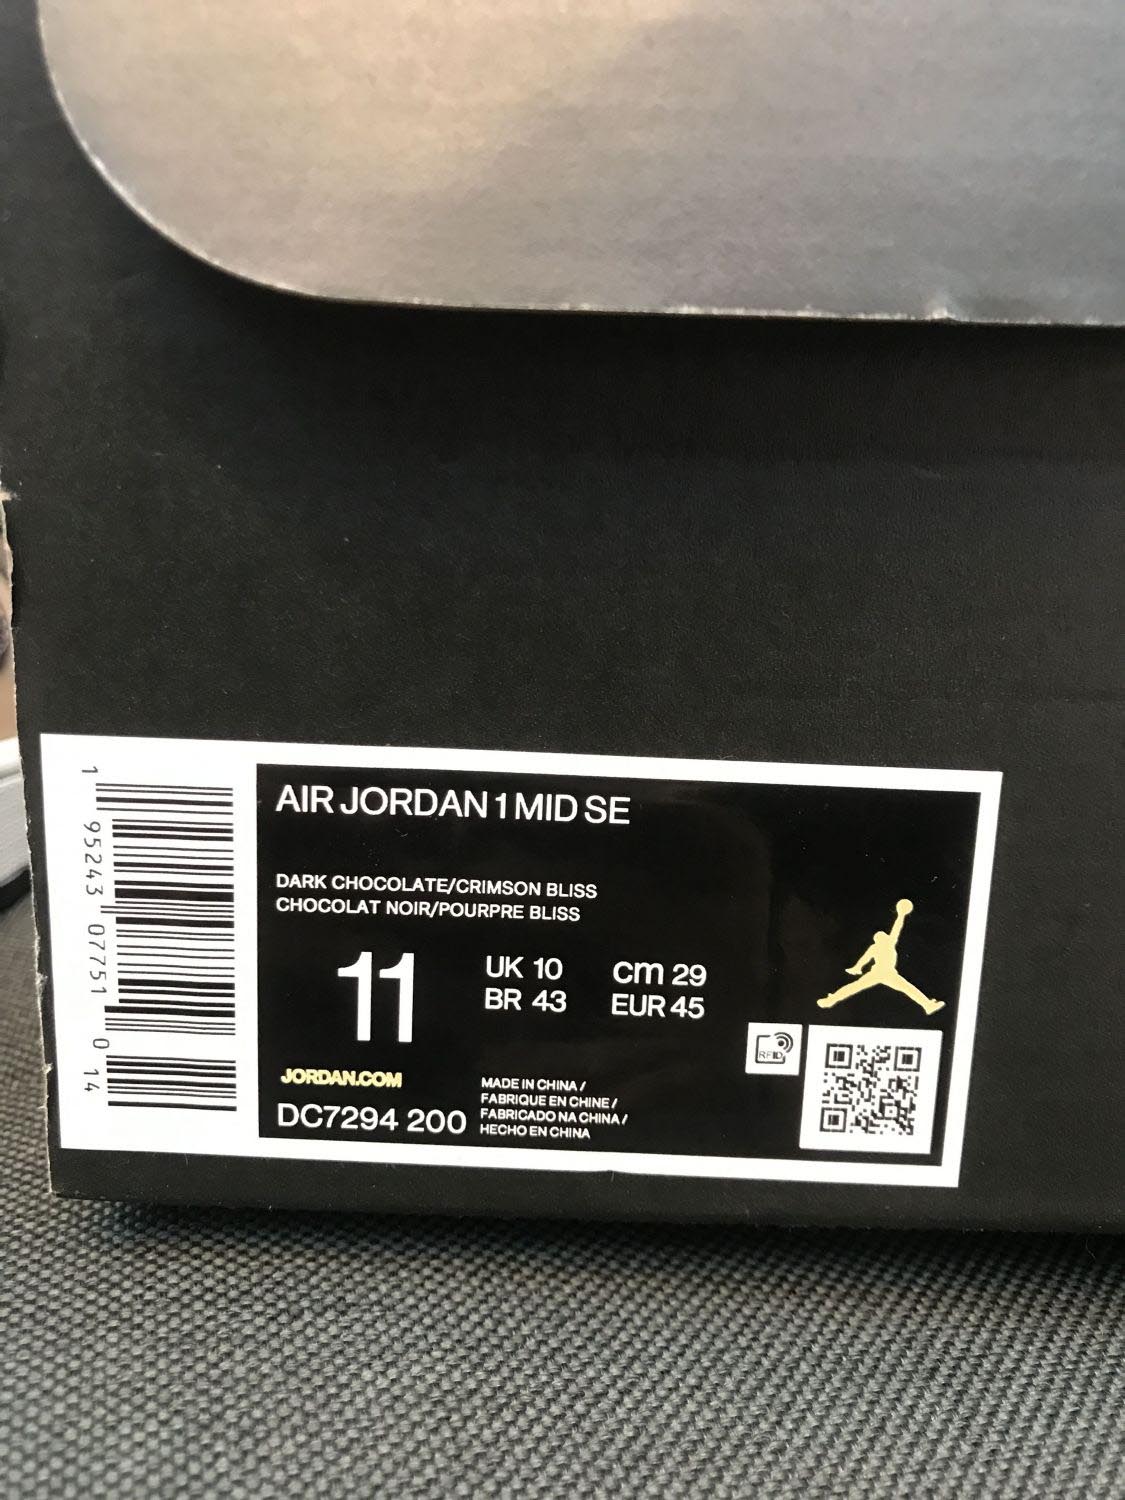 AIR JORDAN 1 MID SE
DARK CHOCOLATE/CRIMSON BLISS
CHOCOLAT NOIR/POURPRE BLISS
11
UK 10
cm 29
BR 43
EUR 45
RFID
JORDAN.COM
DC7294 200
MADE IN CHINA /
FABRIQUE EN CHINE /
FABRICADO NA CHINA /
HECHO EN CHINA
1 95243 07751 0 14